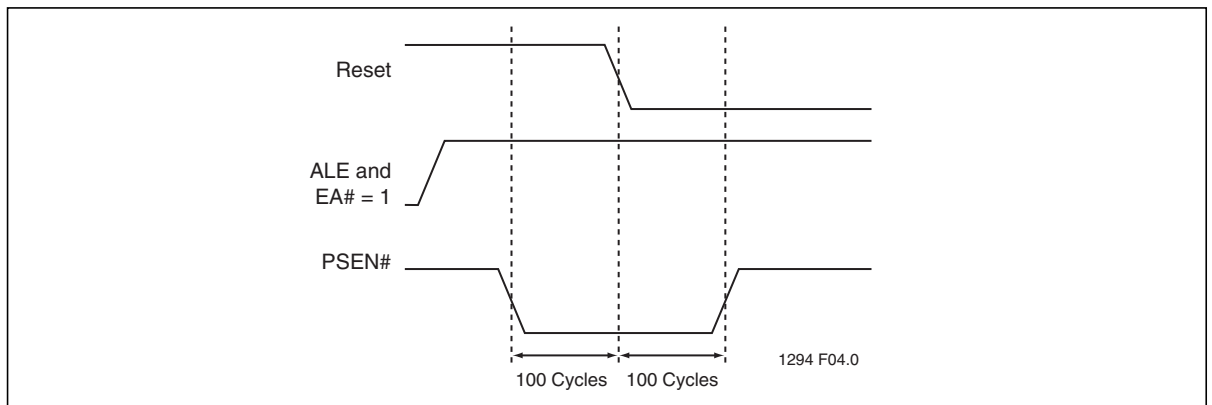 Reset
ALE and
EA# = 1
PSEN#
1294 F04.0
100 Cycles 100 Cycles